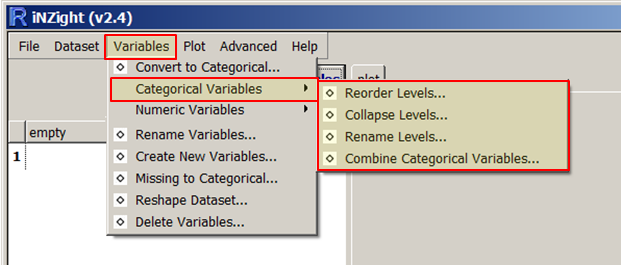 iNZight (v2.4)
File Dataset Variables Plot Advanced Help
Convert to Categorical...
Categorical Variables
Numeric Variables
Rename Variables...
Create New Variables...
Missing to Categorical...
Reshape Dataset...
Delete Variables...
Reorder Levels...
Collapse Levels...
Rename Levels...
Combine Categorical Variables...
plot
empty
1